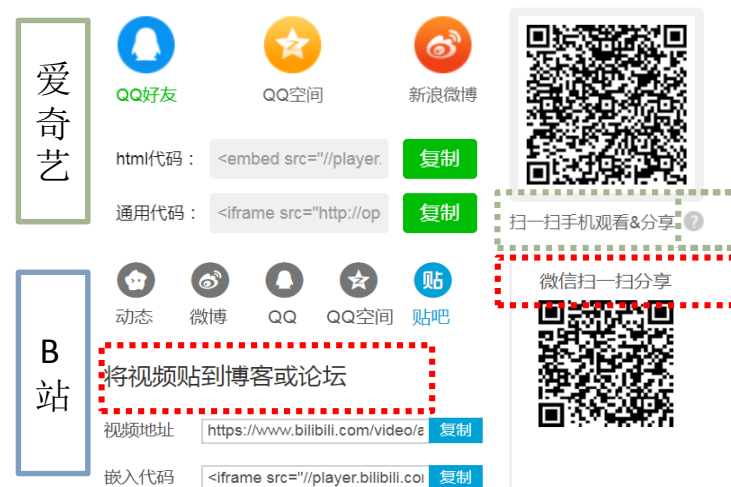 爱奇艺
QQ好友
QQ空间
新浪微博
html代码：
<embed src="//player.
复制
通用代码：
<iframe src="http://op
复制
扫一扫手机观看&分享
?
B站
动态
微博
QQ
QQ空间
贴
贴吧
微信扫一扫分享
将视频贴到博客或论坛
视频地址
https://www.bilibili.com/video/a
复制
嵌入代码
<iframe src="//player.bilibili.co
复制